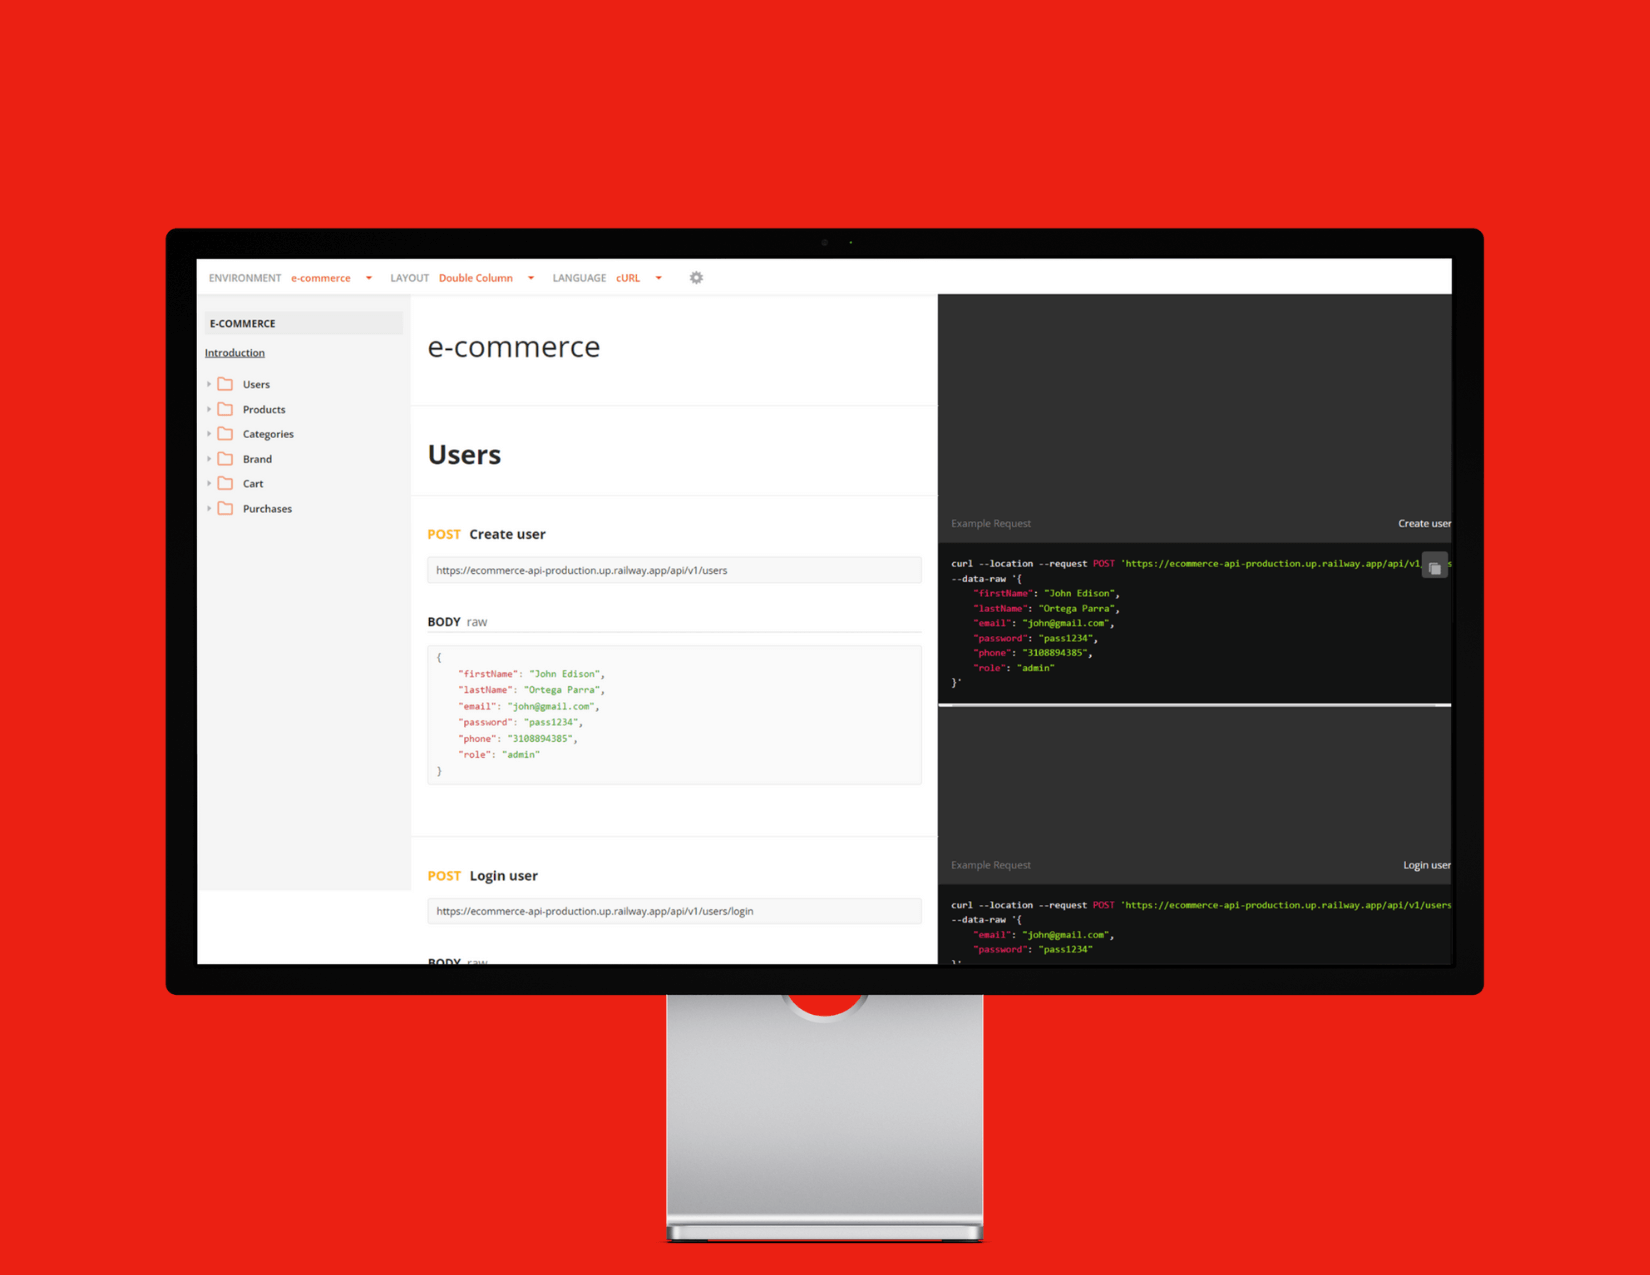 ENVIRONMENT e-commerce LAYOUT Double Column LANGUAGE cURL
E-COMMERCE
Introduction
Users
Products
Categories
Brand
Cart
Purchases
e-commerce
Users
POST Create user
https://ecommerce-api-production.up.railway.app/api/v1/users
BODY raw
{
"firstName": "John Edison",
"lastName": "Ortega Parra",
"email": "john@gmail.com",
"password": "pass1234",
"phone": "3108894385",
"role": "admin"
}
POST Login user
https://ecommerce-api-production.up.railway.app/api/v1/users/login
BODY raw
Example Request Create user
curl --location --request POST 'https://ecommerce-api-production.up.railway.app/api/v1
--data-raw '{
"firstName": "John Edison",
"lastName": "Ortega Parra",
"email": "john@gmail.com",
"password": "pass1234",
"phone": "3108894385",
"role": "admin"
}'
Example Request Login user
curl --location --request POST 'https://ecommerce-api-production.up.railway.app/api/v1/users
--data-raw '{
"email": "john@gmail.com",
"password": "pass1234"
}'